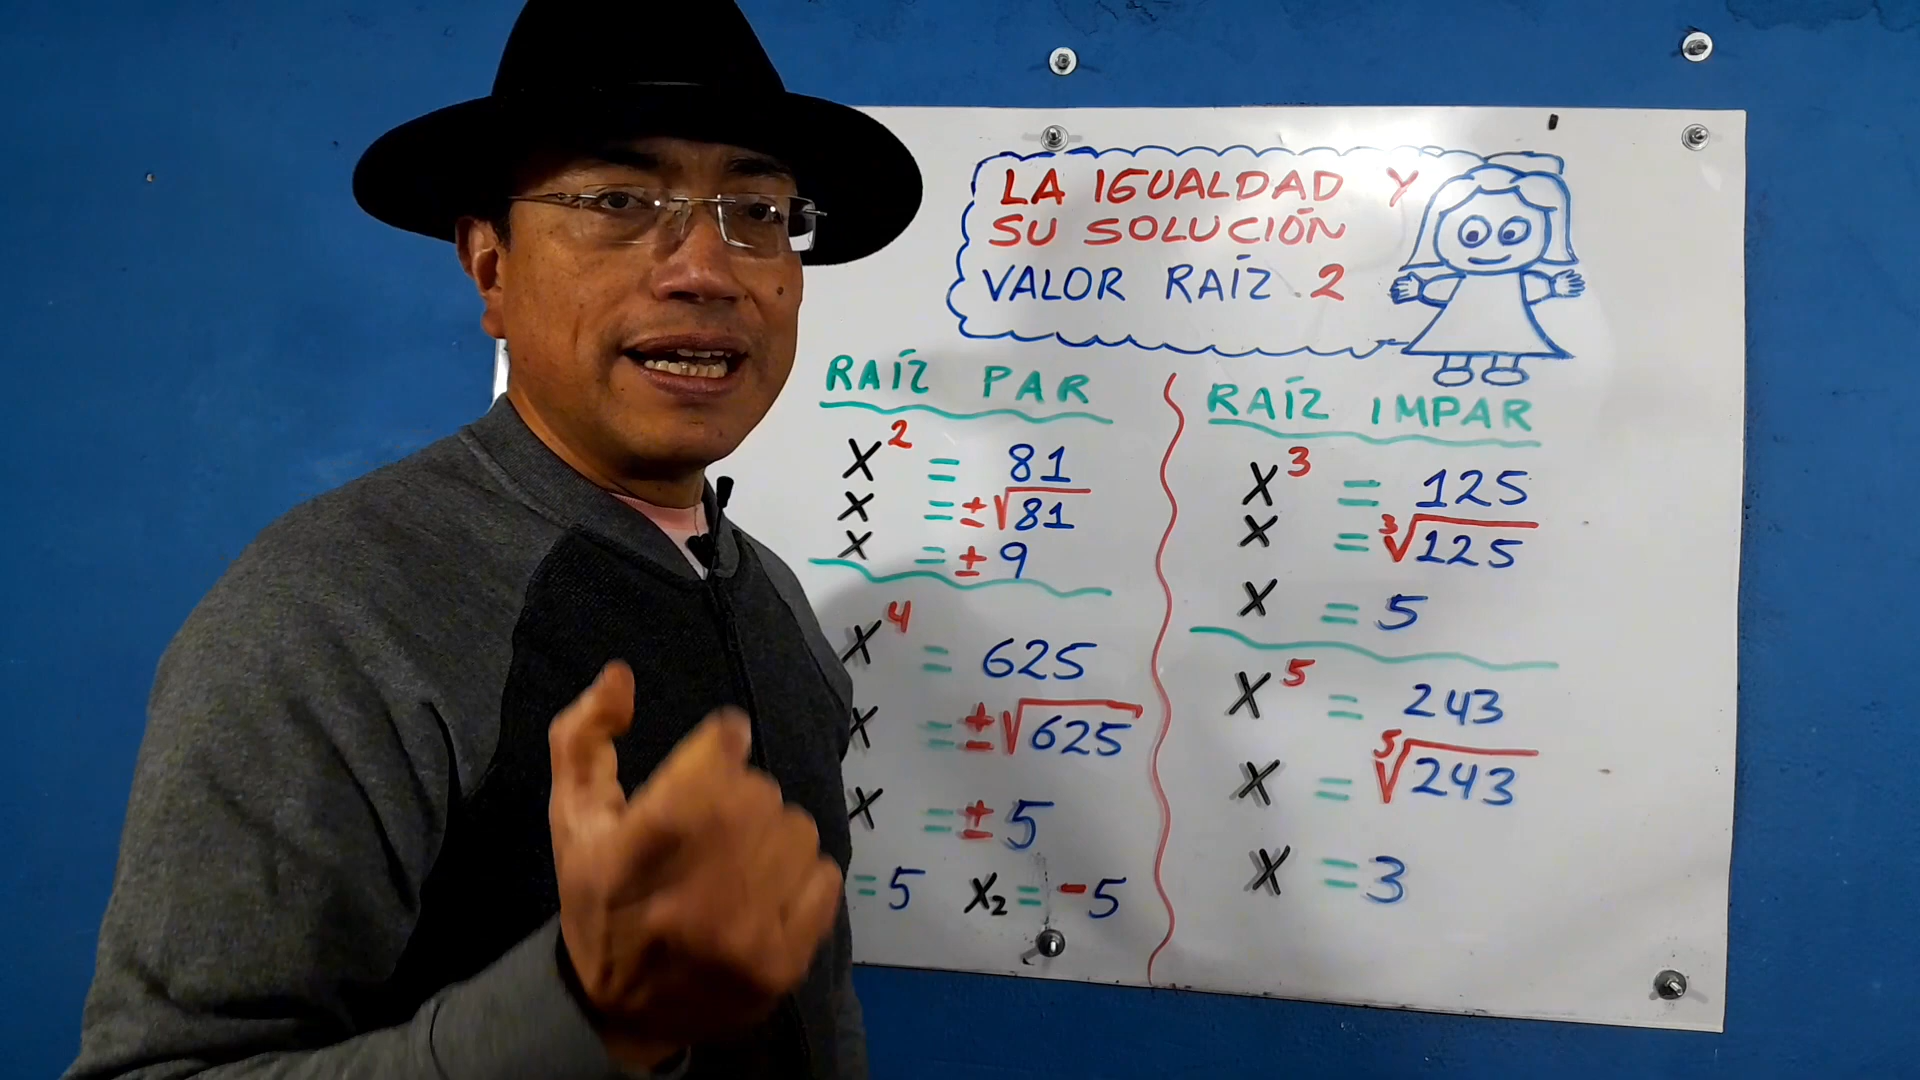 LA IGUALDAD Y
SU SOLUCIÓN
VALOR RAÍZ 2
RAÍZ PAR
x² = 81
x = ±√81
x = ±9
x⁴ = 625
x = ±√625
x = ±5
= 5 x₂ = -5
RAÍZ IMPAR
x³ = 125
x = ³√125
x = 5
x⁵ = 243
x = ⁵√243
x = 3